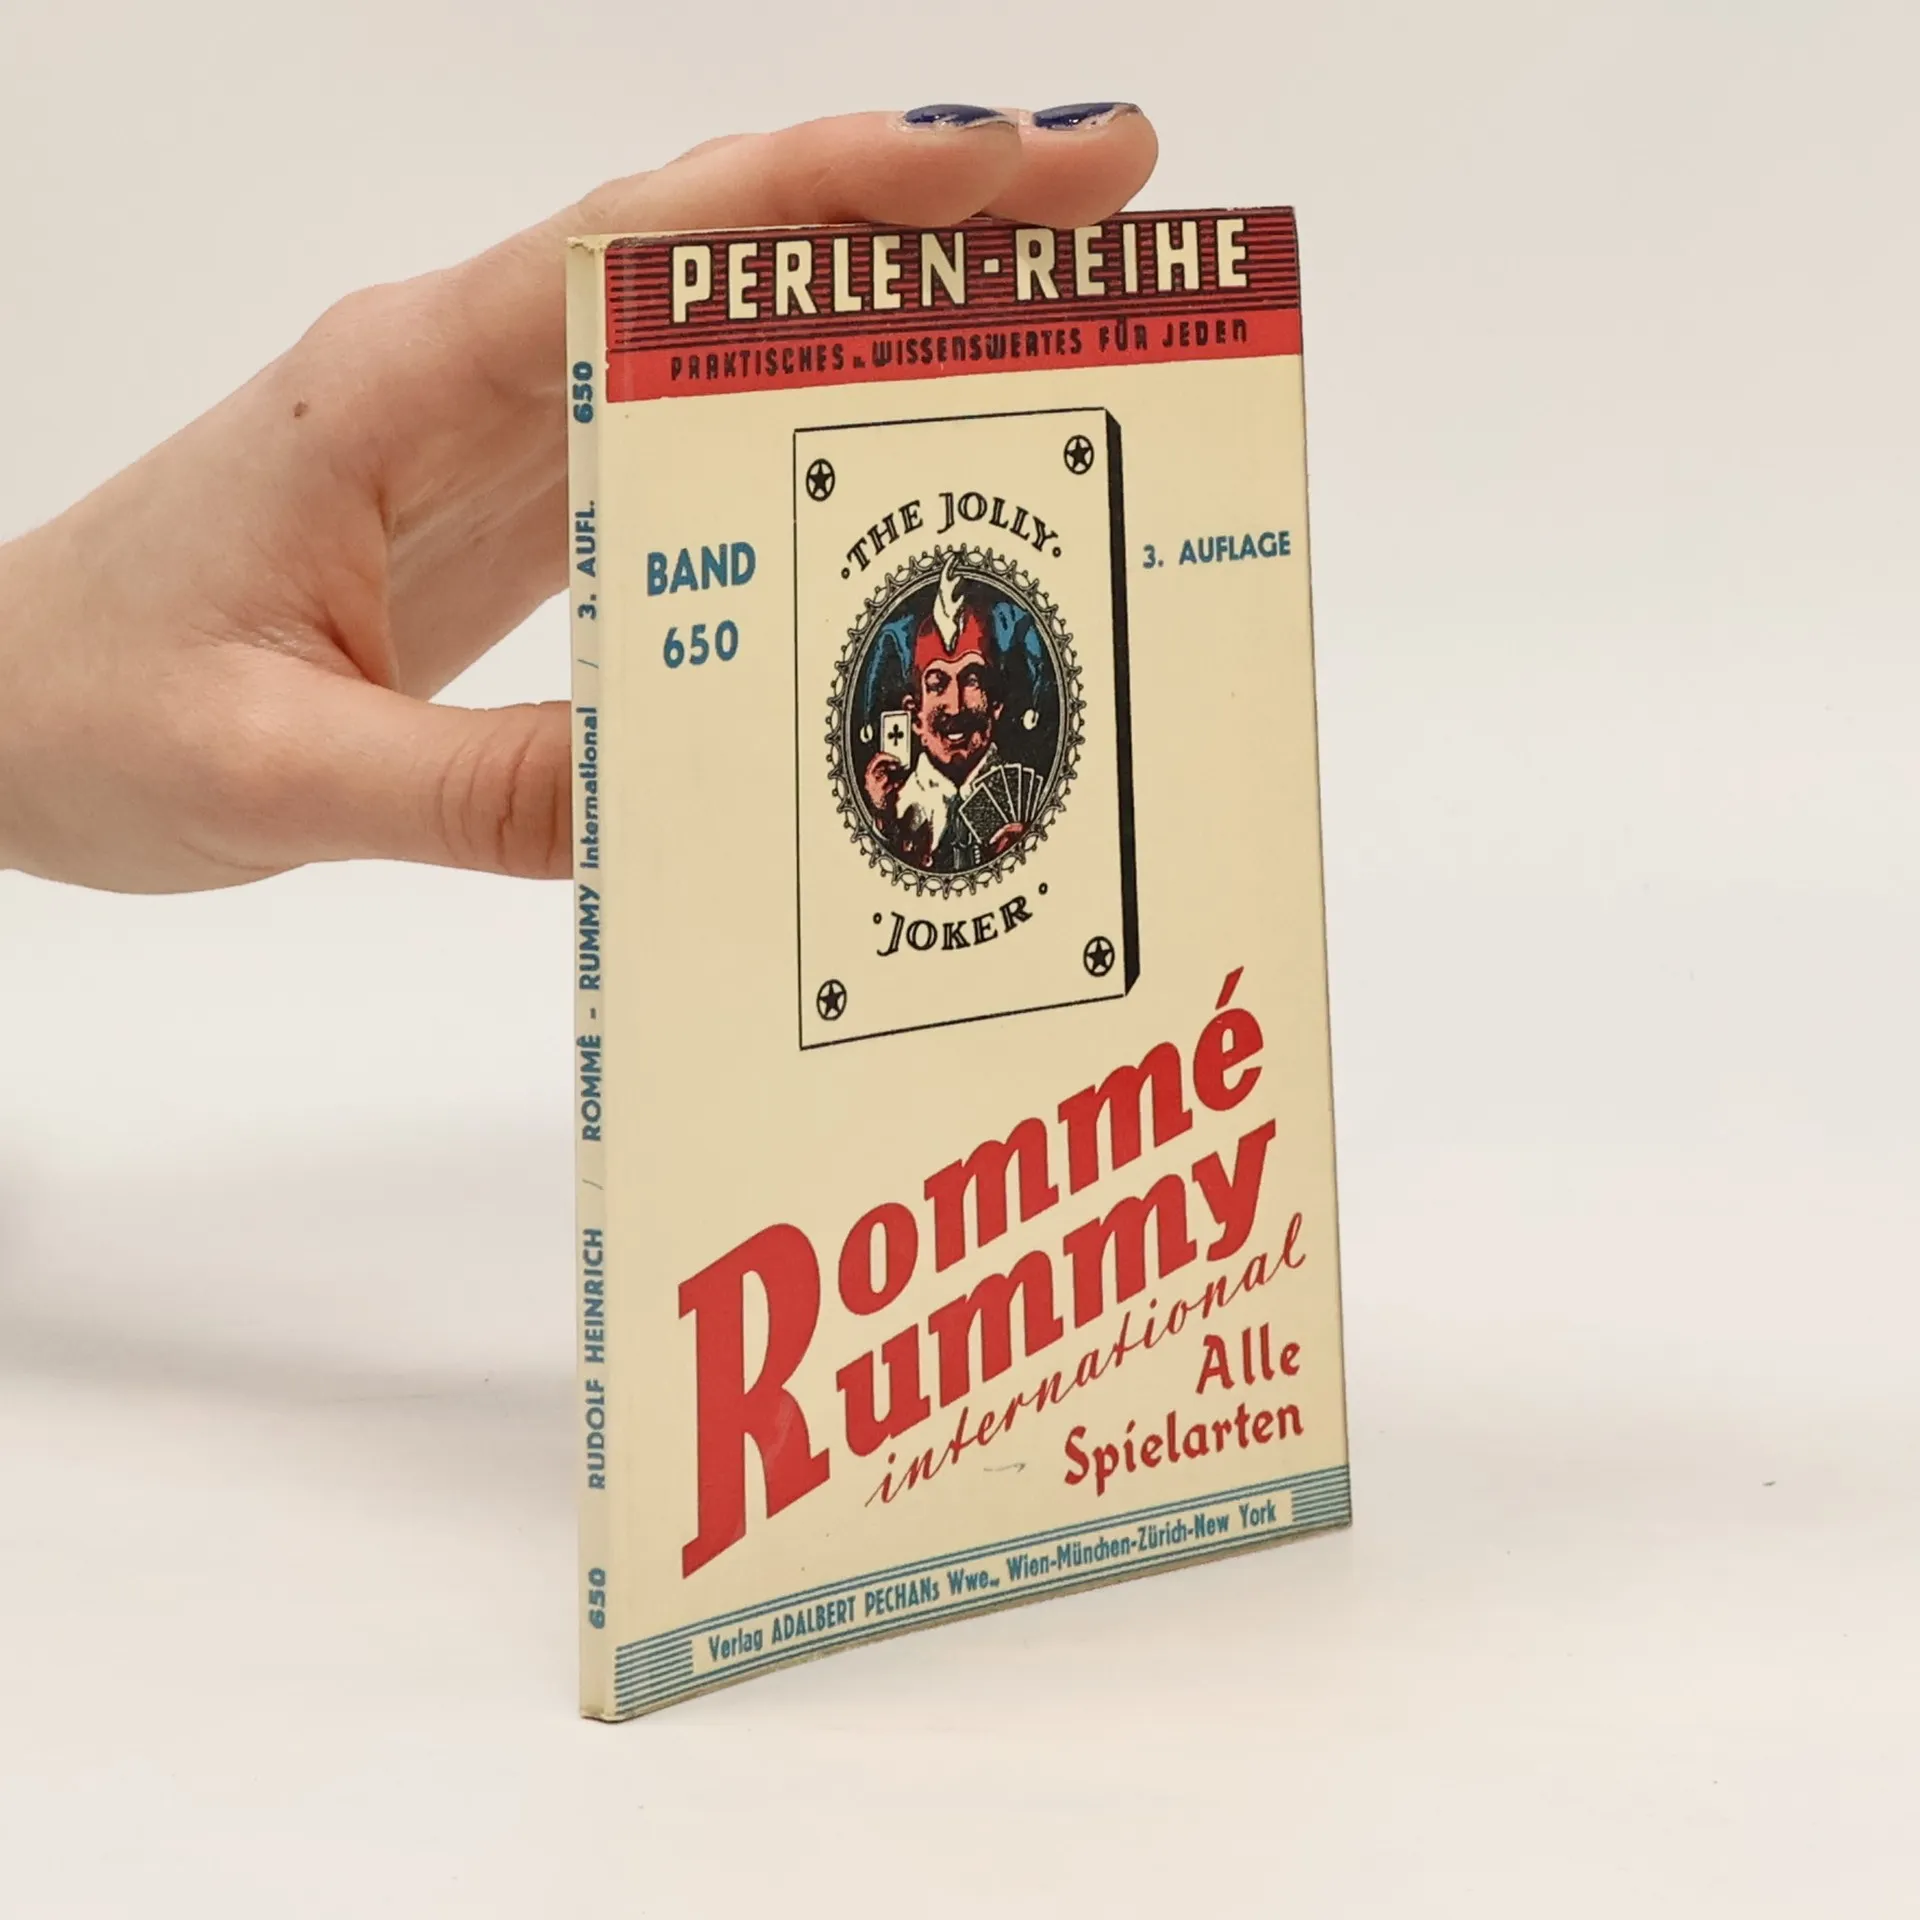 PERLEN-REIHE
PRAKTISCHES u. WISSENSWERTES FÜR JEDEN
BAND
650
3. AUFLAGE
THE JOLLY
JOKER
Rommé
Rummy
international
Alle
Spielarten
Verlag ADALBERT PECHANs Wwe., Wien-München-Zürich-New York
650 RUDOLF HEINRICH / ROMMÊ - RUMMY international / 3. AUFL. 650